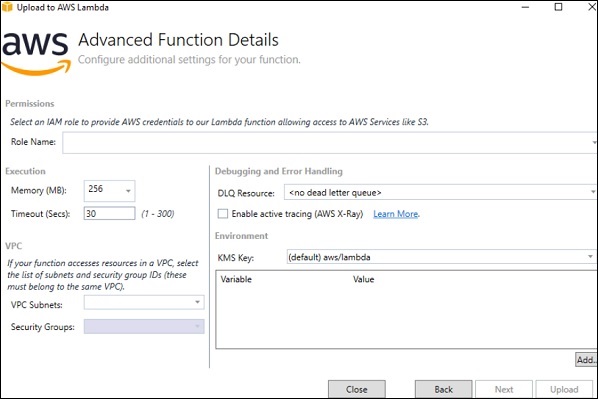 Upload to AWS Lambda
aws
Advanced Function Details
Configure additional settings for your function.
Permissions
Select an IAM role to provide AWS credentials to our Lambda function allowing access to AWS Services like S3.
Role Name:
Execution
Memory (MB): 256
Timeout (Secs): 30 (1 - 300)
VPC
If your function accesses resources in a VPC, select
the list of subnets and security group IDs (these
must belong to the same VPC).
VPC Subnets:
Security Groups:
Debugging and Error Handling
DLQ Resource: <no dead letter queue>
Enable active tracing (AWS X-Ray) Learn More.
Environment
KMS Key: (default) aws/lambda
Variable Value
Add...
Close Back Next Upload